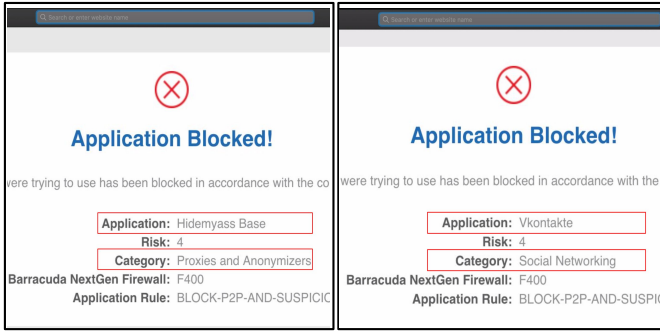 Search or enter website name
Application Blocked!
were trying to use has been blocked in accordance with the co
Application: Hidemyass Base
Risk: 4
Category: Proxies and Anonymizers
Barracuda NextGen Firewall: F400
Application Rule: BLOCK-P2P-AND-SUSPICIO
Search or enter website name
Application Blocked!
were trying to use has been blocked in accordance with the
Application: Vkontakte
Risk: 4
Category: Social Networking
Barracuda NextGen Firewall: F400
Application Rule: BLOCK-P2P-AND-SUSPI